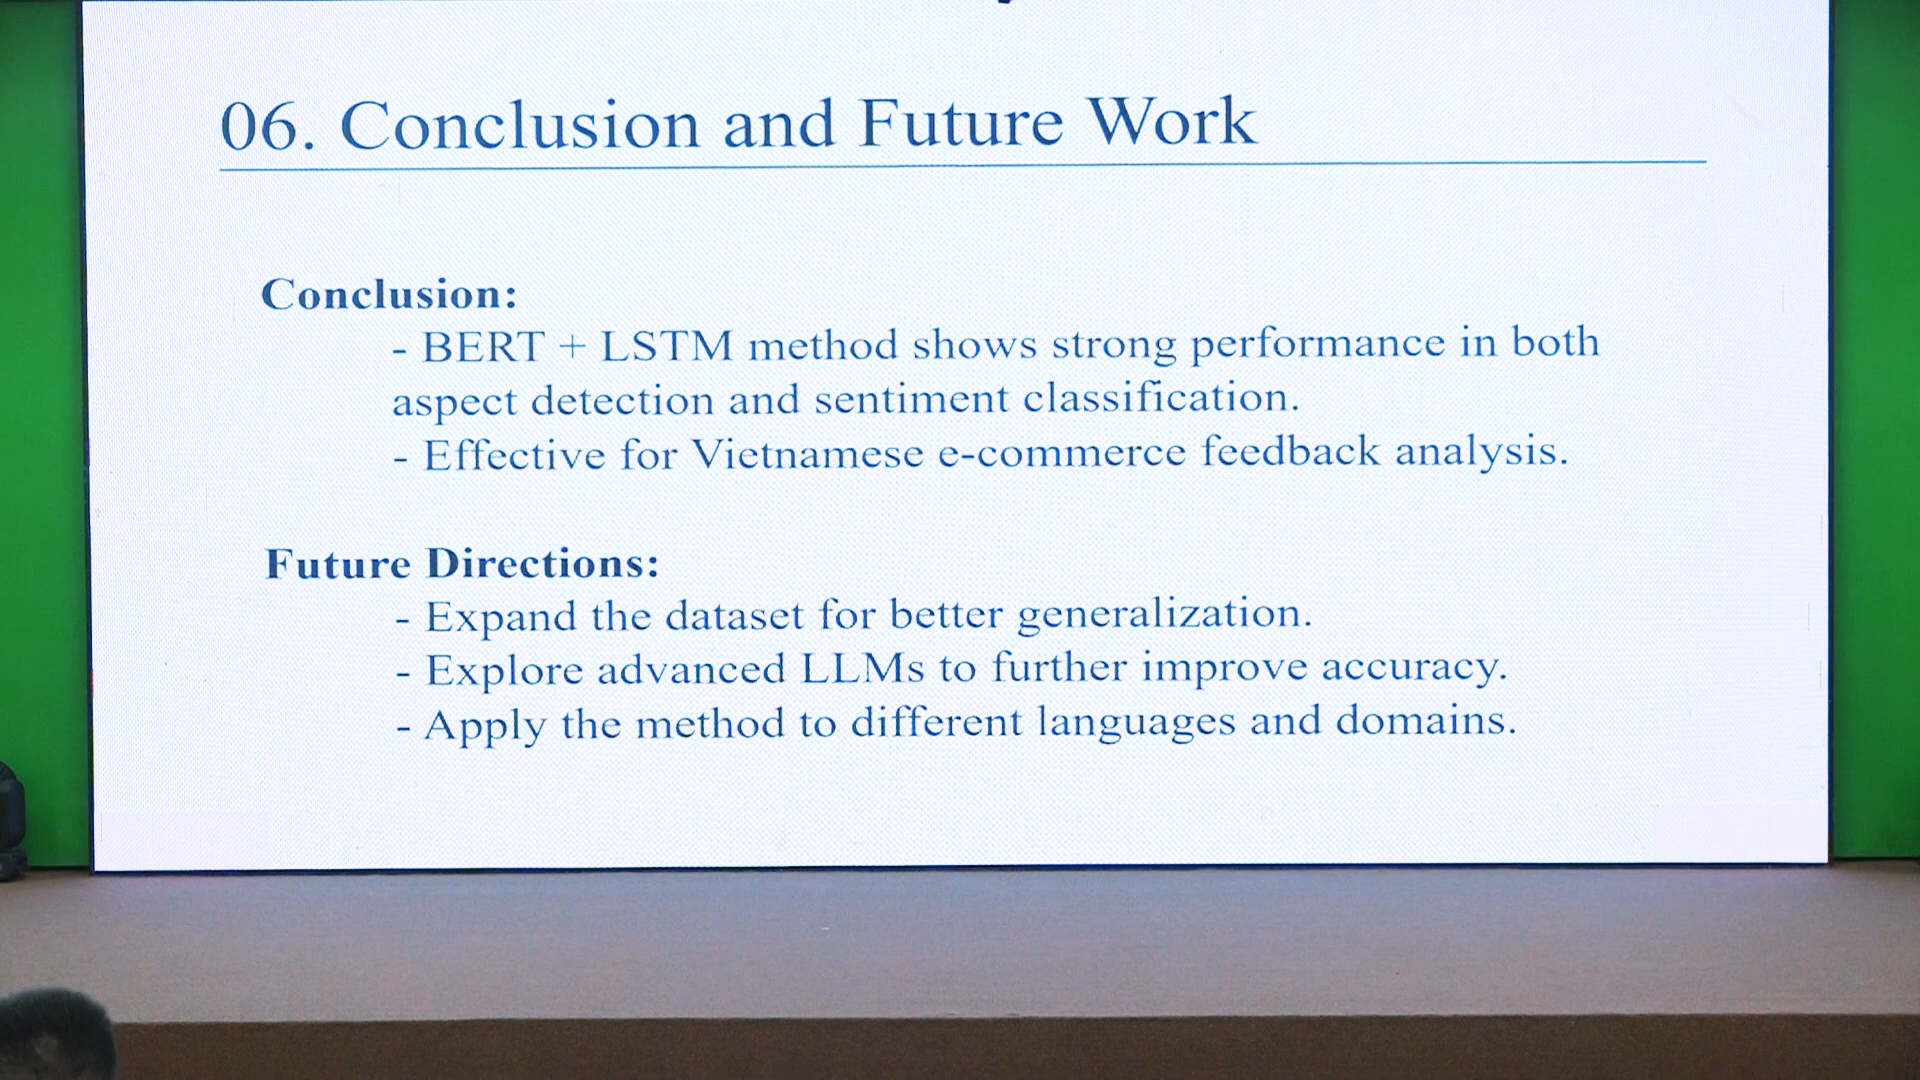 06. Conclusion and Future Work
Conclusion:
- BERT + LSTM method shows strong performance in both
aspect detection and sentiment classification.
- Effective for Vietnamese e-commerce feedback analysis.
Future Directions:
- Expand the dataset for better generalization.
- Explore advanced LLMs to further improve accuracy.
- Apply the method to different languages and domains.